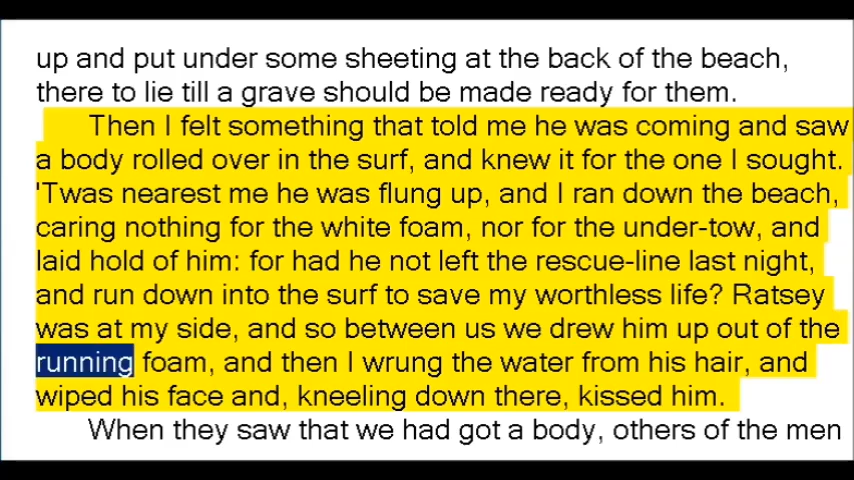 up and put under some sheeting at the back of the beach,
there to lie till a grave should be made ready for them.
Then I felt something that told me he was coming and saw
a body rolled over in the surf, and knew it for the one I sought.
'Twas nearest me he was flung up, and I ran down the beach,
caring nothing for the white foam, nor for the under-tow, and
laid hold of him: for had he not left the rescue-line last night,
and run down into the surf to save my worthless life? Ratsey
was at my side, and so between us we drew him up out of the
running foam, and then I wrung the water from his hair, and
wiped his face and, kneeling down there, kissed him.
When they saw that we had got a body, others of the men